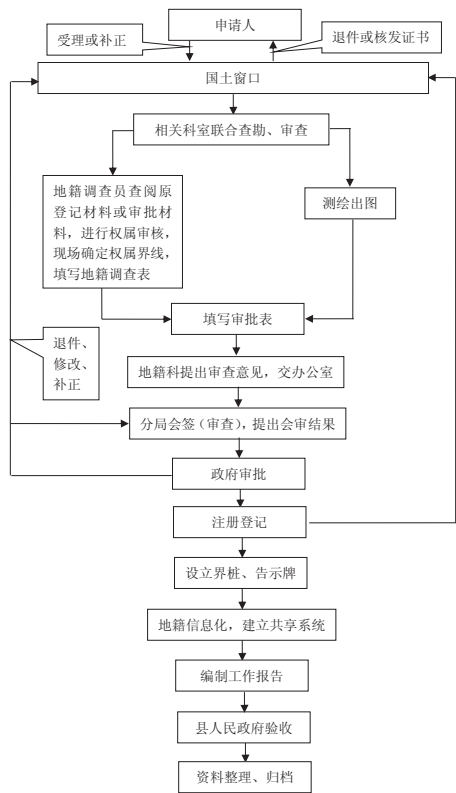 申请人
受理或补正
退件或核发证书
国土窗口
相关科室联合查勘、审查
地籍调查员查阅原
登记材料或审批材
料，进行权属审核，
现场确定权属界线，
填写地籍调查表
测绘出图
填写审批表
退件、
修改、
补正
地籍科提出审查意见，交办公室
分局会签（审查），提出会审结果
政府审批
注册登记
设立界桩、告示牌
地籍信息化，建立共享系统
编制工作报告
县人民政府验收
资料整理、归档